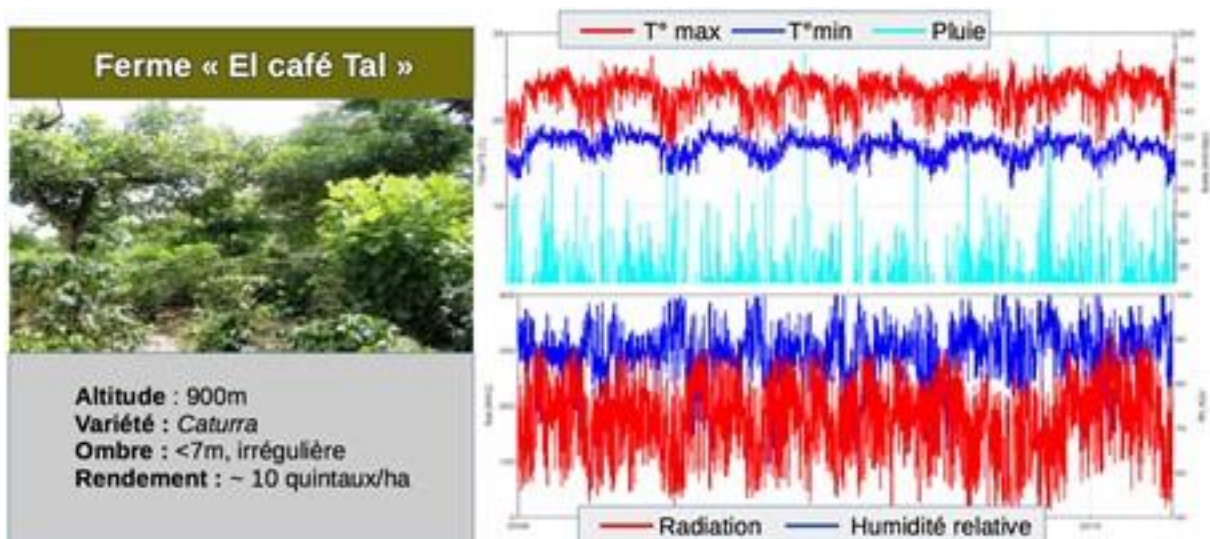 Ferme « El café Tal »
Altitude : 900m
Variété : Caturra
Ombre : <7m, irrégulière
Rendement : ~ 10 quintaux/ha
T° max T°min Pluie
Radiation Humidité relative